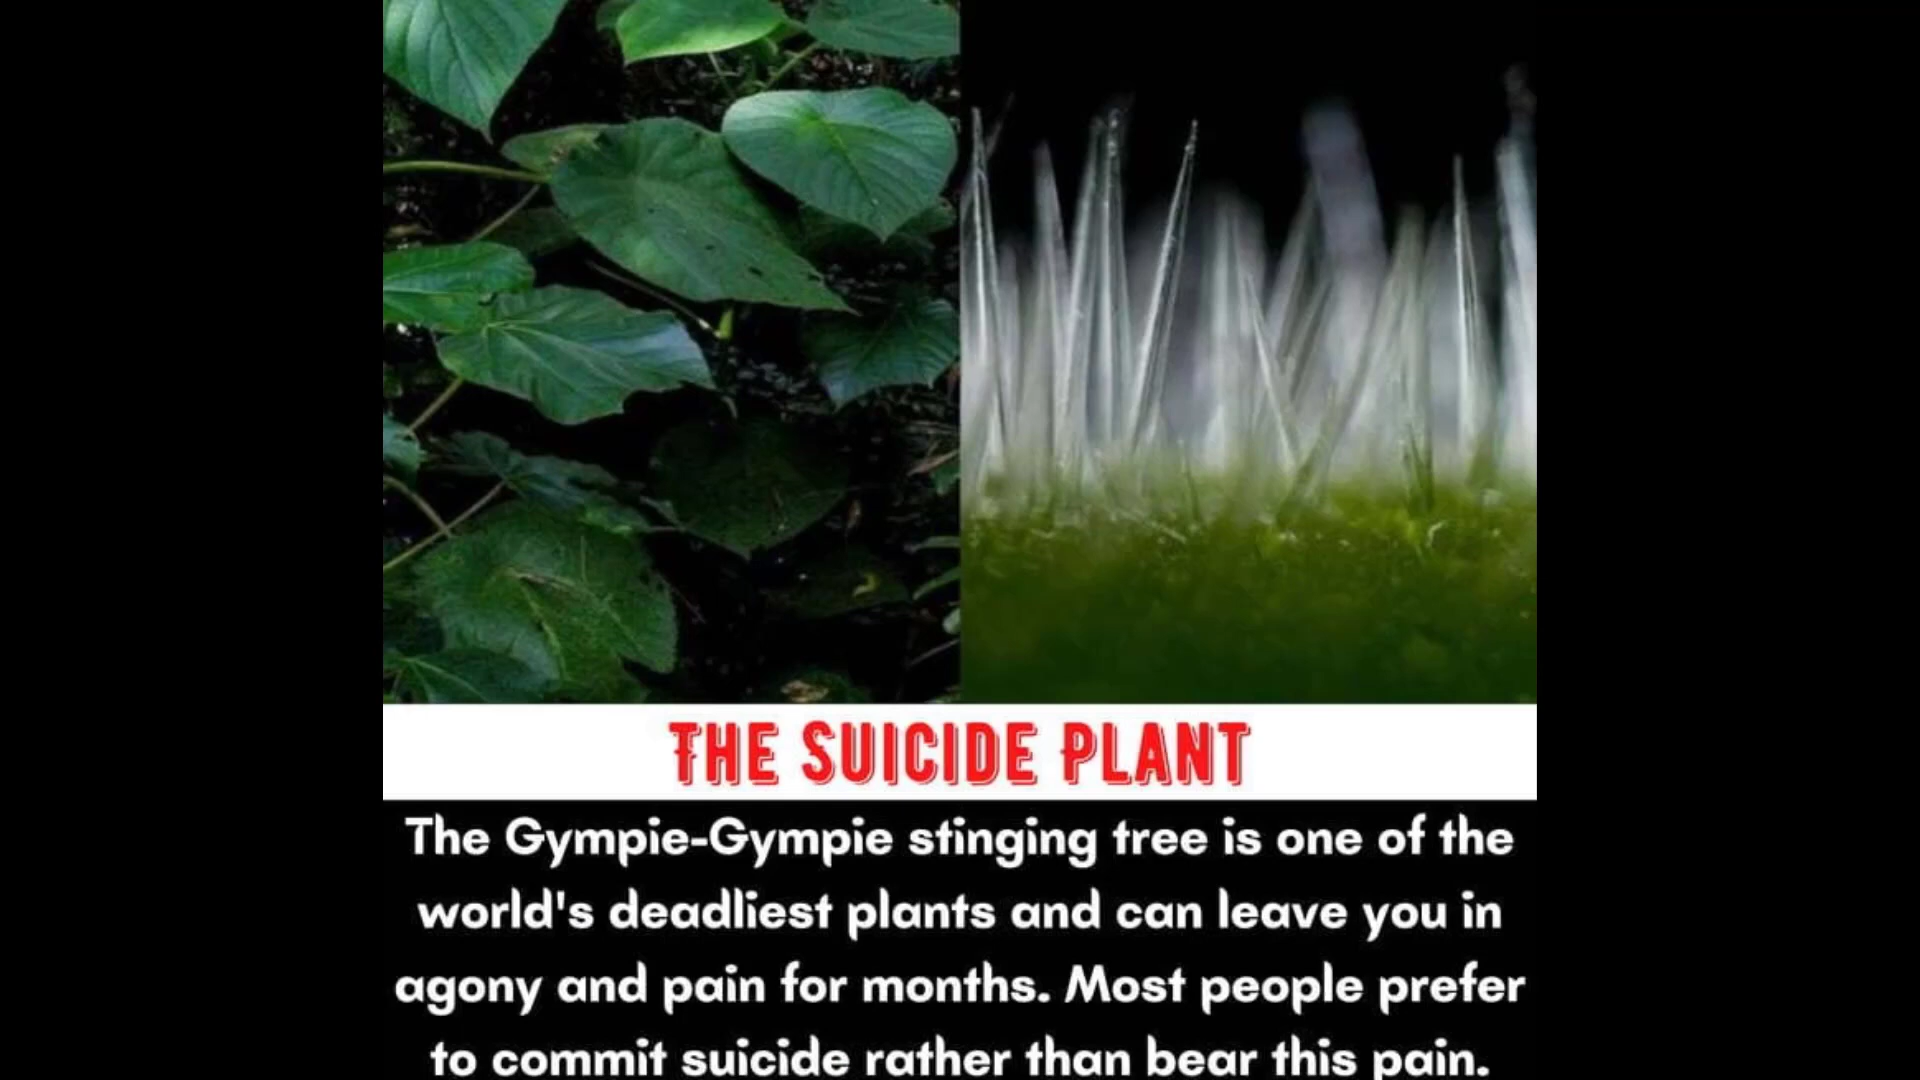 THE SUICIDE PLANT
The Gympie-Gympie stinging tree is one of the
world's deadliest plants and can leave you in
agony and pain for months. Most people prefer
to commit suicide rather than bear this pain.